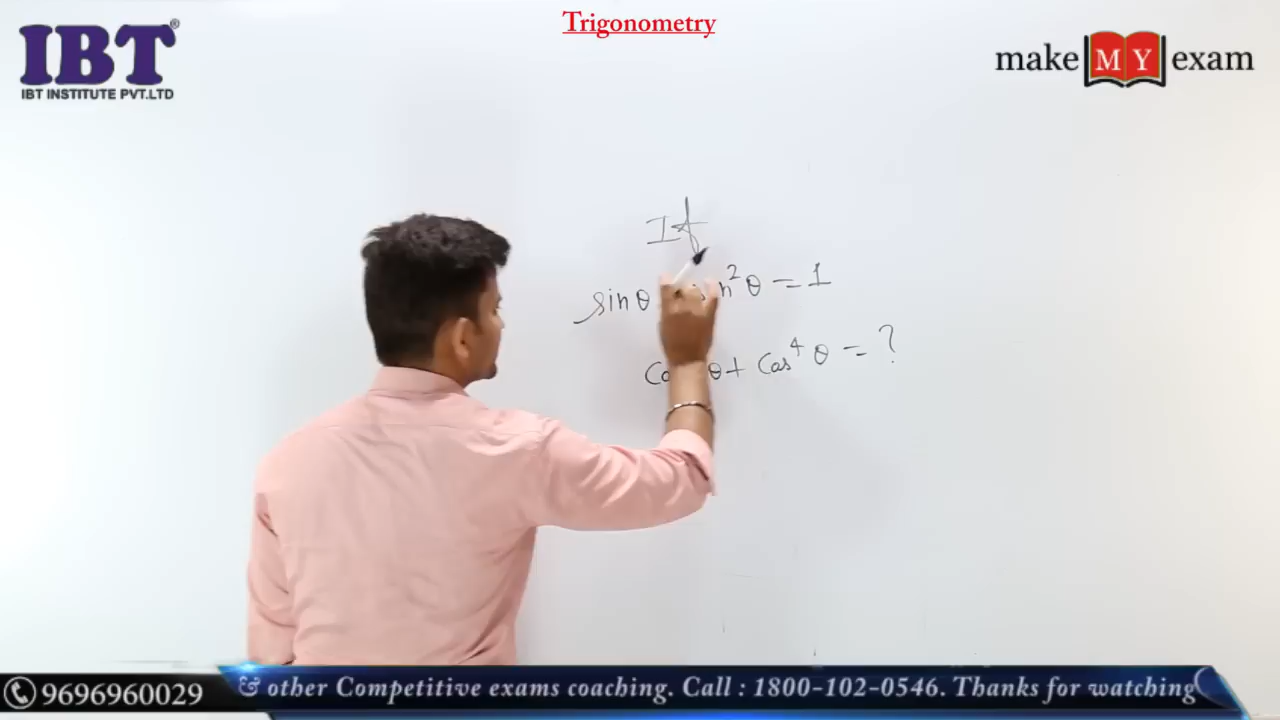 Trigonometry
IBT®
IBT INSTITUTE PVT.LTD
make MY exam
If
sinθ n²θ = 1
Co θ + Cos⁴θ = ?
9696960029
& other Competitive exams coaching. Call : 1800-102-0546. Thanks for watching